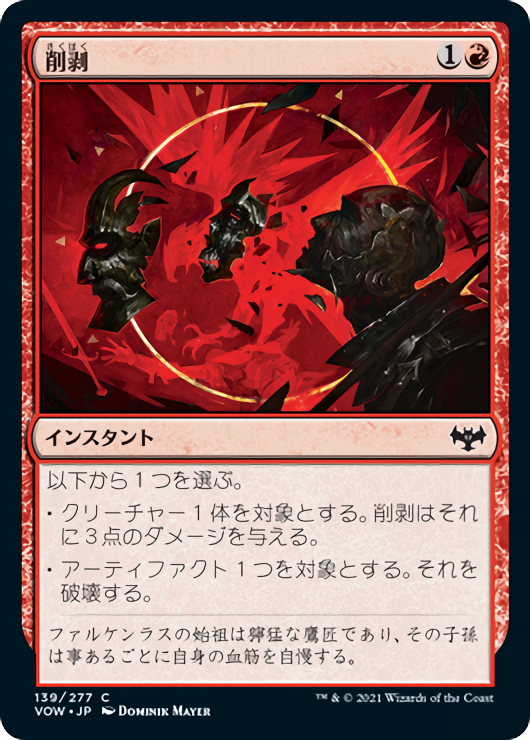 さくはく
削剥
1
インスタント
以下から１つを選ぶ。
・クリーチャー１体を対象とする。削剥はそれ
に３点のダメージを与える。
・アーティファクト１つを対象とする。それを
破壊する。
ファルケンラスの始祖は獰猛な鷹匠であり、その子孫
は事あるごとに自身の血筋を自慢する。
139/277 C
VOW • JP Dominik Mayer
™ & © 2021 Wizards of the Coast